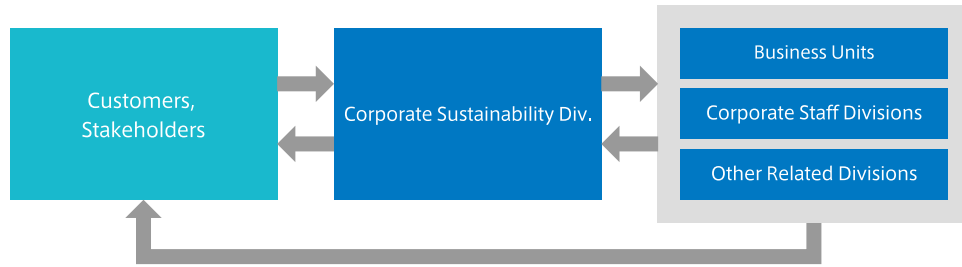 Customers,
Stakeholders
Corporate Sustainability Div.
Business Units
Corporate Staff Divisions
Other Related Divisions